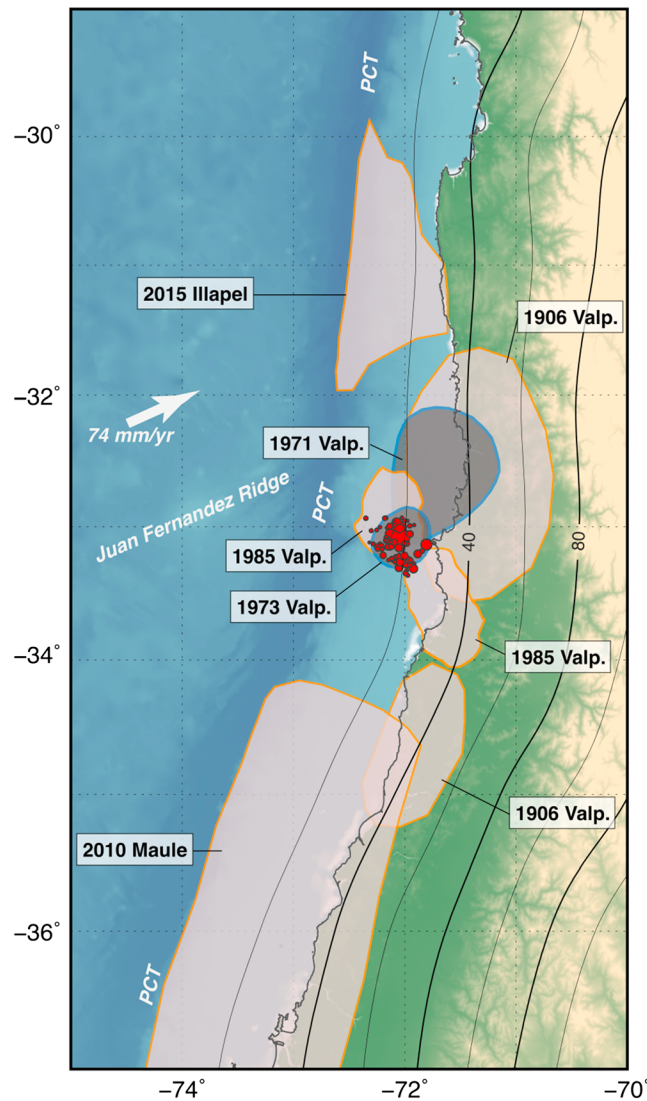 PCT
−30°
2015 Illapel
1906 Valp.
−32°
74 mm/yr
1971 Valp.
Juan Fernandez Ridge
PCT
40
80
1985 Valp.
1973 Valp.
−34°
1985 Valp.
1906 Valp.
2010 Maule
−36°
PCT
−74°
−72°
−70°